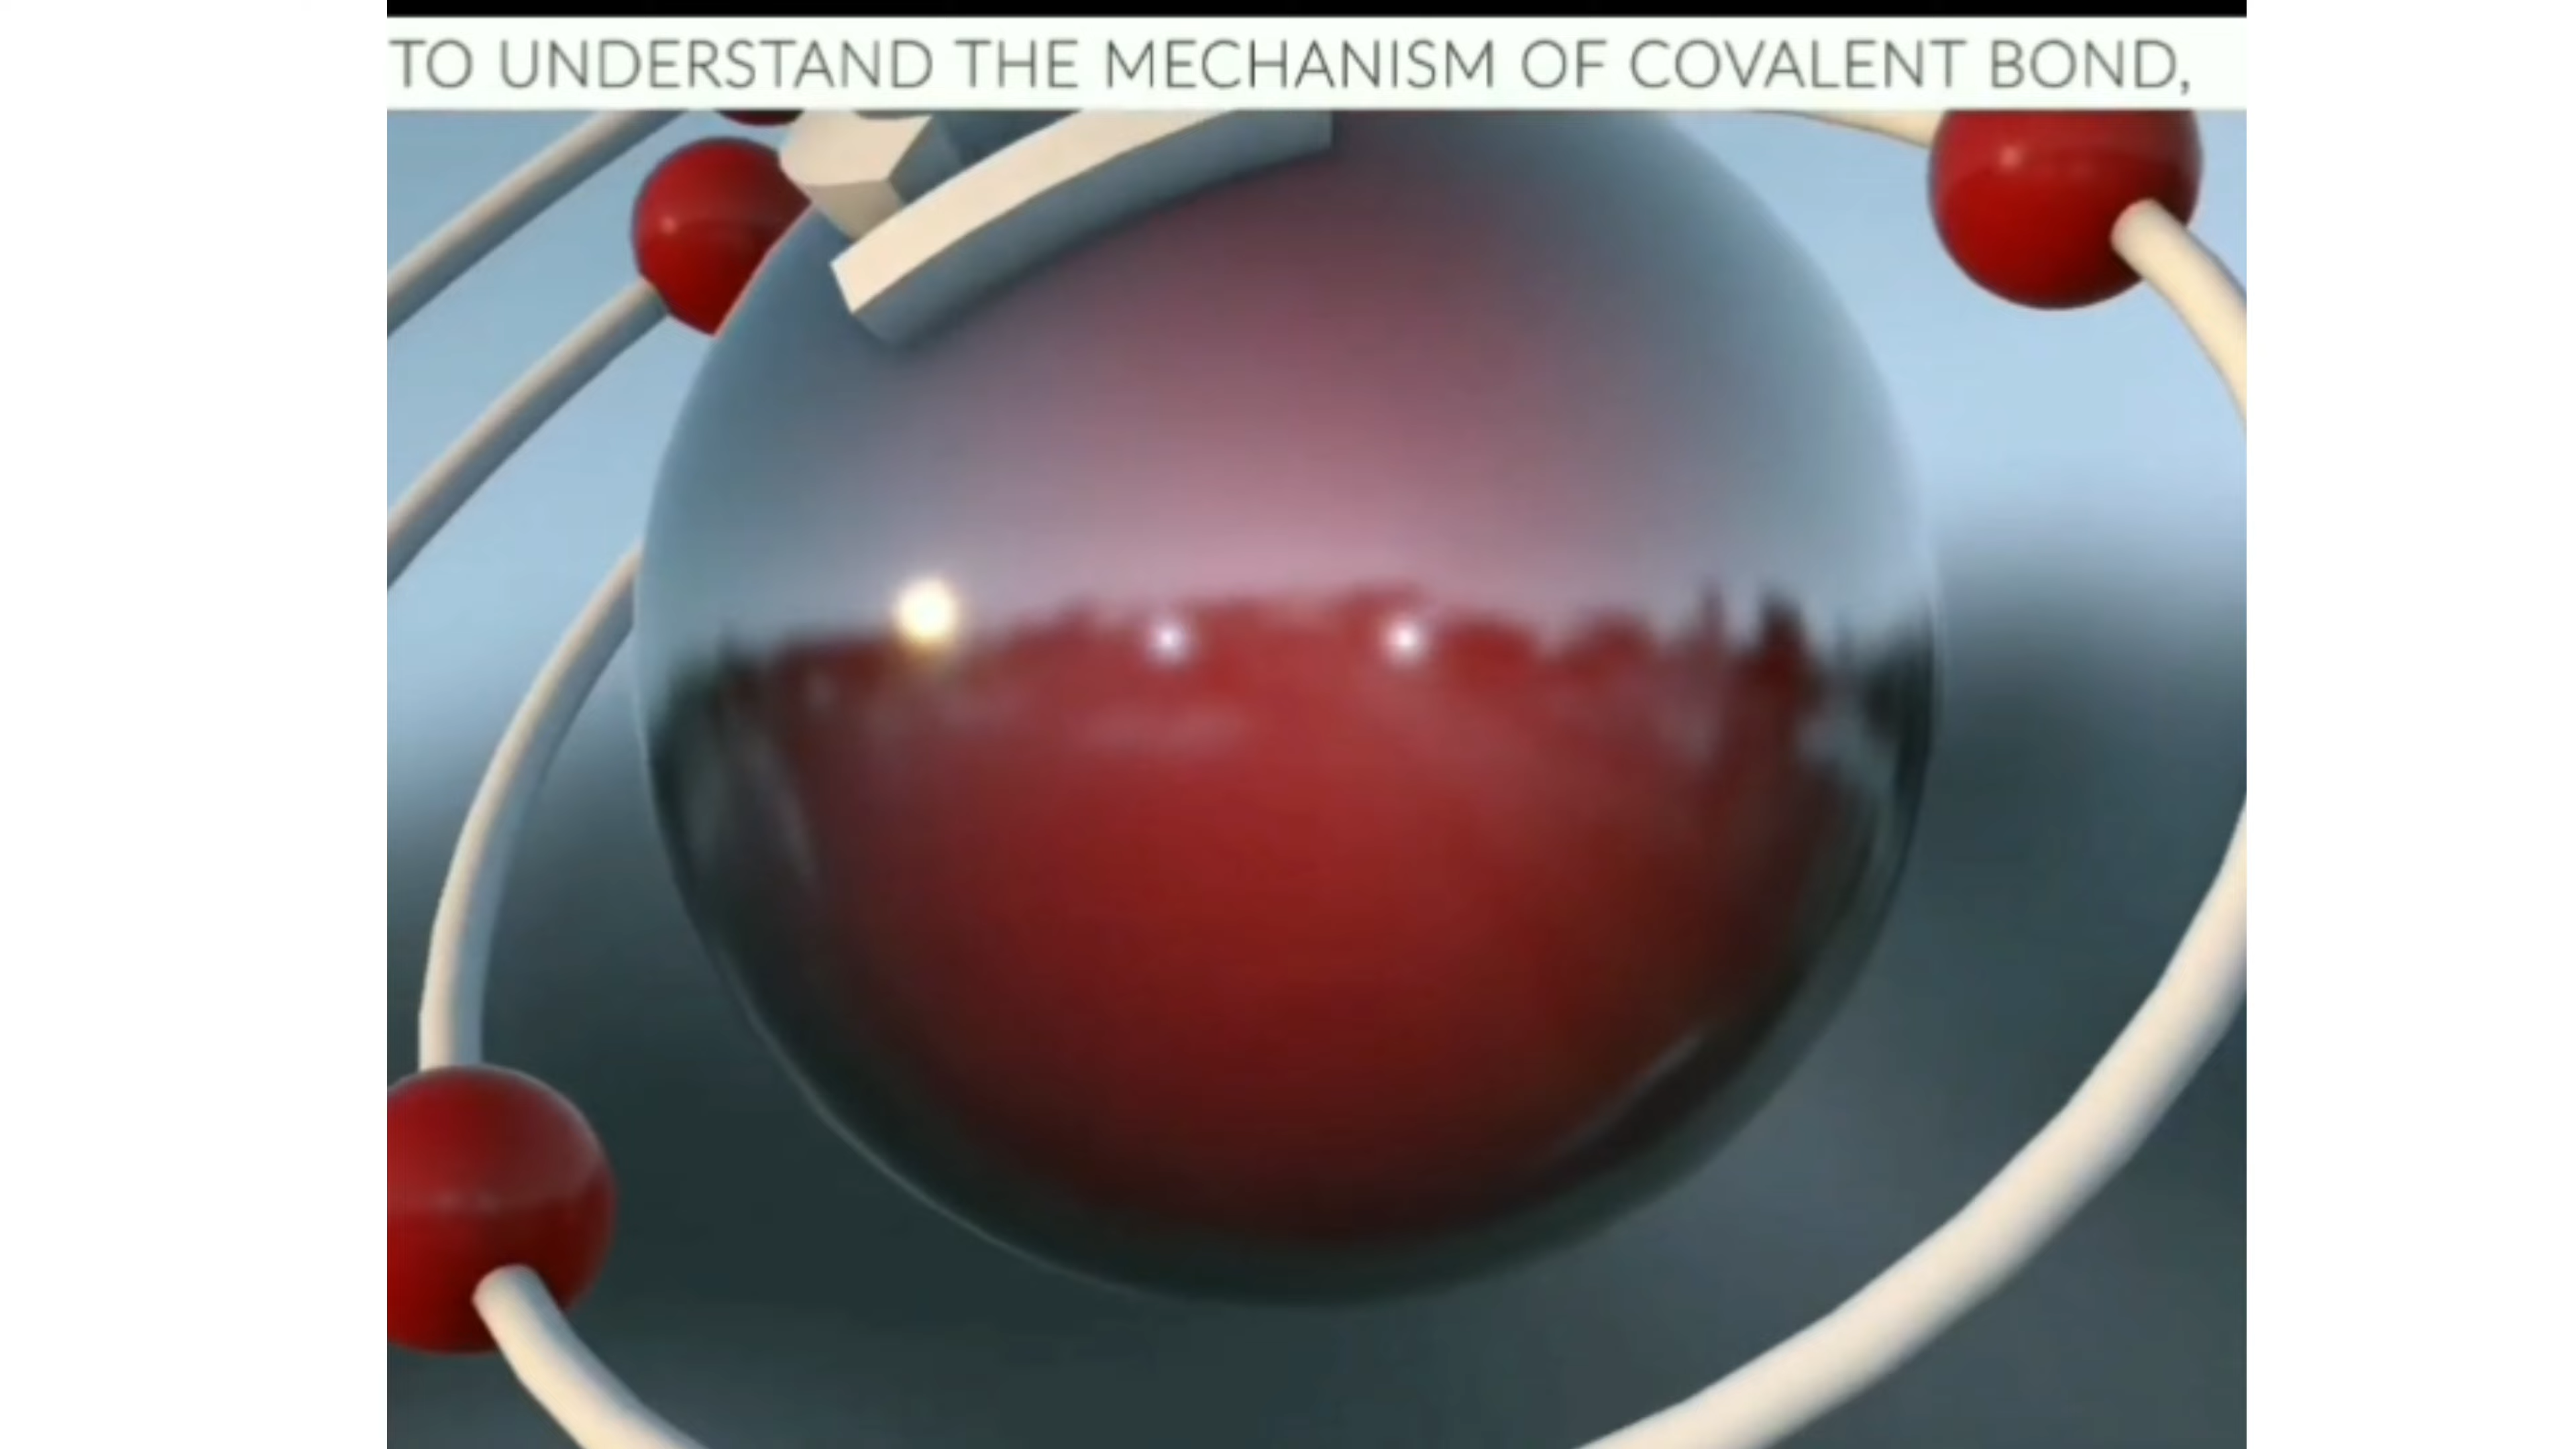 TO UNDERSTAND THE MECHANISM OF COVALENT BOND,